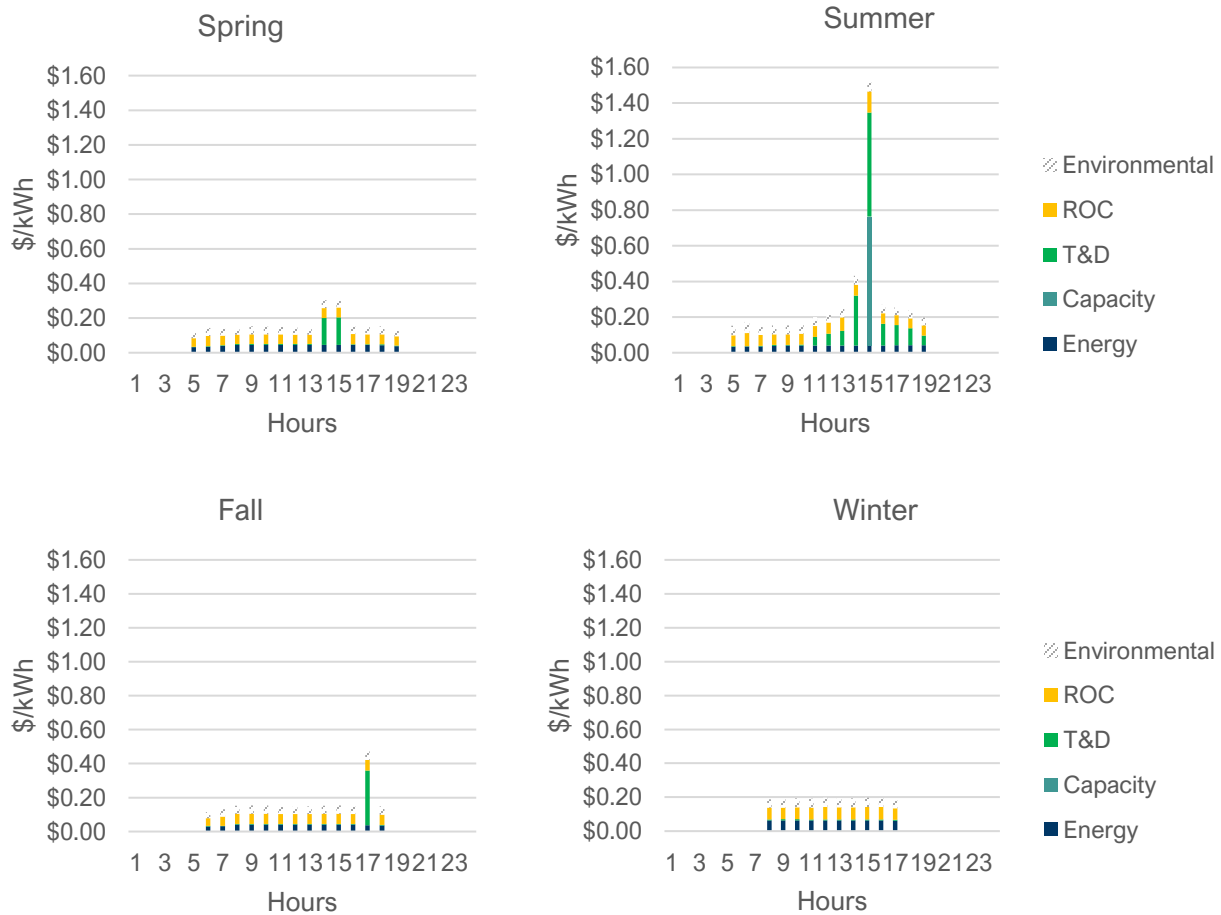 Spring
$/kWh
$1.60
$1.40
$1.20
$1.00
$0.80
$0.60
$0.40
$0.20
$0.00
1 3 5 7 9 11 13 15 17 19 21 23
Hours
Summer
$/kWh
$1.60
$1.40
$1.20
$1.00
$0.80
$0.60
$0.40
$0.20
$0.00
1 3 5 7 9 11 13 15 17 19 21 23
Hours
Environmental
ROC
T&D
Capacity
Energy
Fall
$/kWh
$1.60
$1.40
$1.20
$1.00
$0.80
$0.60
$0.40
$0.20
$0.00
1 3 5 7 9 11 13 15 17 19 21 23
Hours
Winter
$/kWh
$1.60
$1.40
$1.20
$1.00
$0.80
$0.60
$0.40
$0.20
$0.00
1 3 5 7 9 11 13 15 17 19 21 23
Hours
Environmental
ROC
T&D
Capacity
Energy